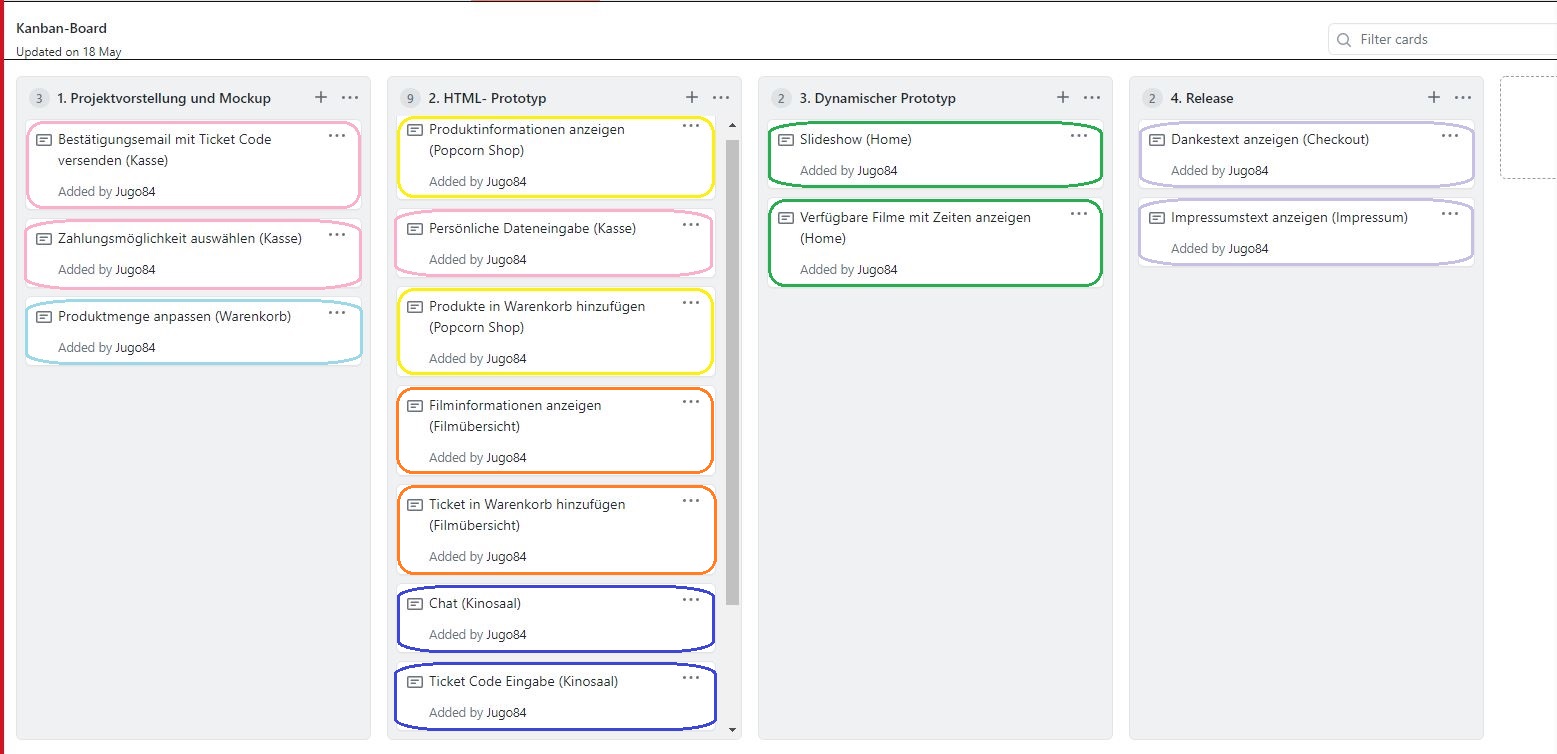 Kanban-Board
Updated on 18 May
Filter cards
3 1. Projektvorstellung und Mockup
Bestätigungsemail mit Ticket Code
versenden (Kasse)
Added by Jugo84
Zahlungsmöglichkeit auswählen (Kasse)
Added by Jugo84
Produktmenge anpassen (Warenkorb)
Added by Jugo84
9 2. HTML- Prototyp
Produktinformationen anzeigen
(Popcorn Shop)
Added by Jugo84
Persönliche Dateneingabe (Kasse)
Added by Jugo84
Produkte in Warenkorb hinzufügen
(Popcorn Shop)
Added by Jugo84
Filminformationen anzeigen
(Filmübersicht)
Added by Jugo84
Ticket in Warenkorb hinzufügen
(Filmübersicht)
Added by Jugo84
Chat (Kinosaal)
Added by Jugo84
Ticket Code Eingabe (Kinosaal)
Added by Jugo84
2 3. Dynamischer Prototyp
Slideshow (Home)
Added by Jugo84
Verfügbare Filme mit Zeiten anzeigen
(Home)
Added by Jugo84
2 4. Release
Dankestext anzeigen (Checkout)
Added by Jugo84
Impressumstext anzeigen (Impressum)
Added by Jugo84